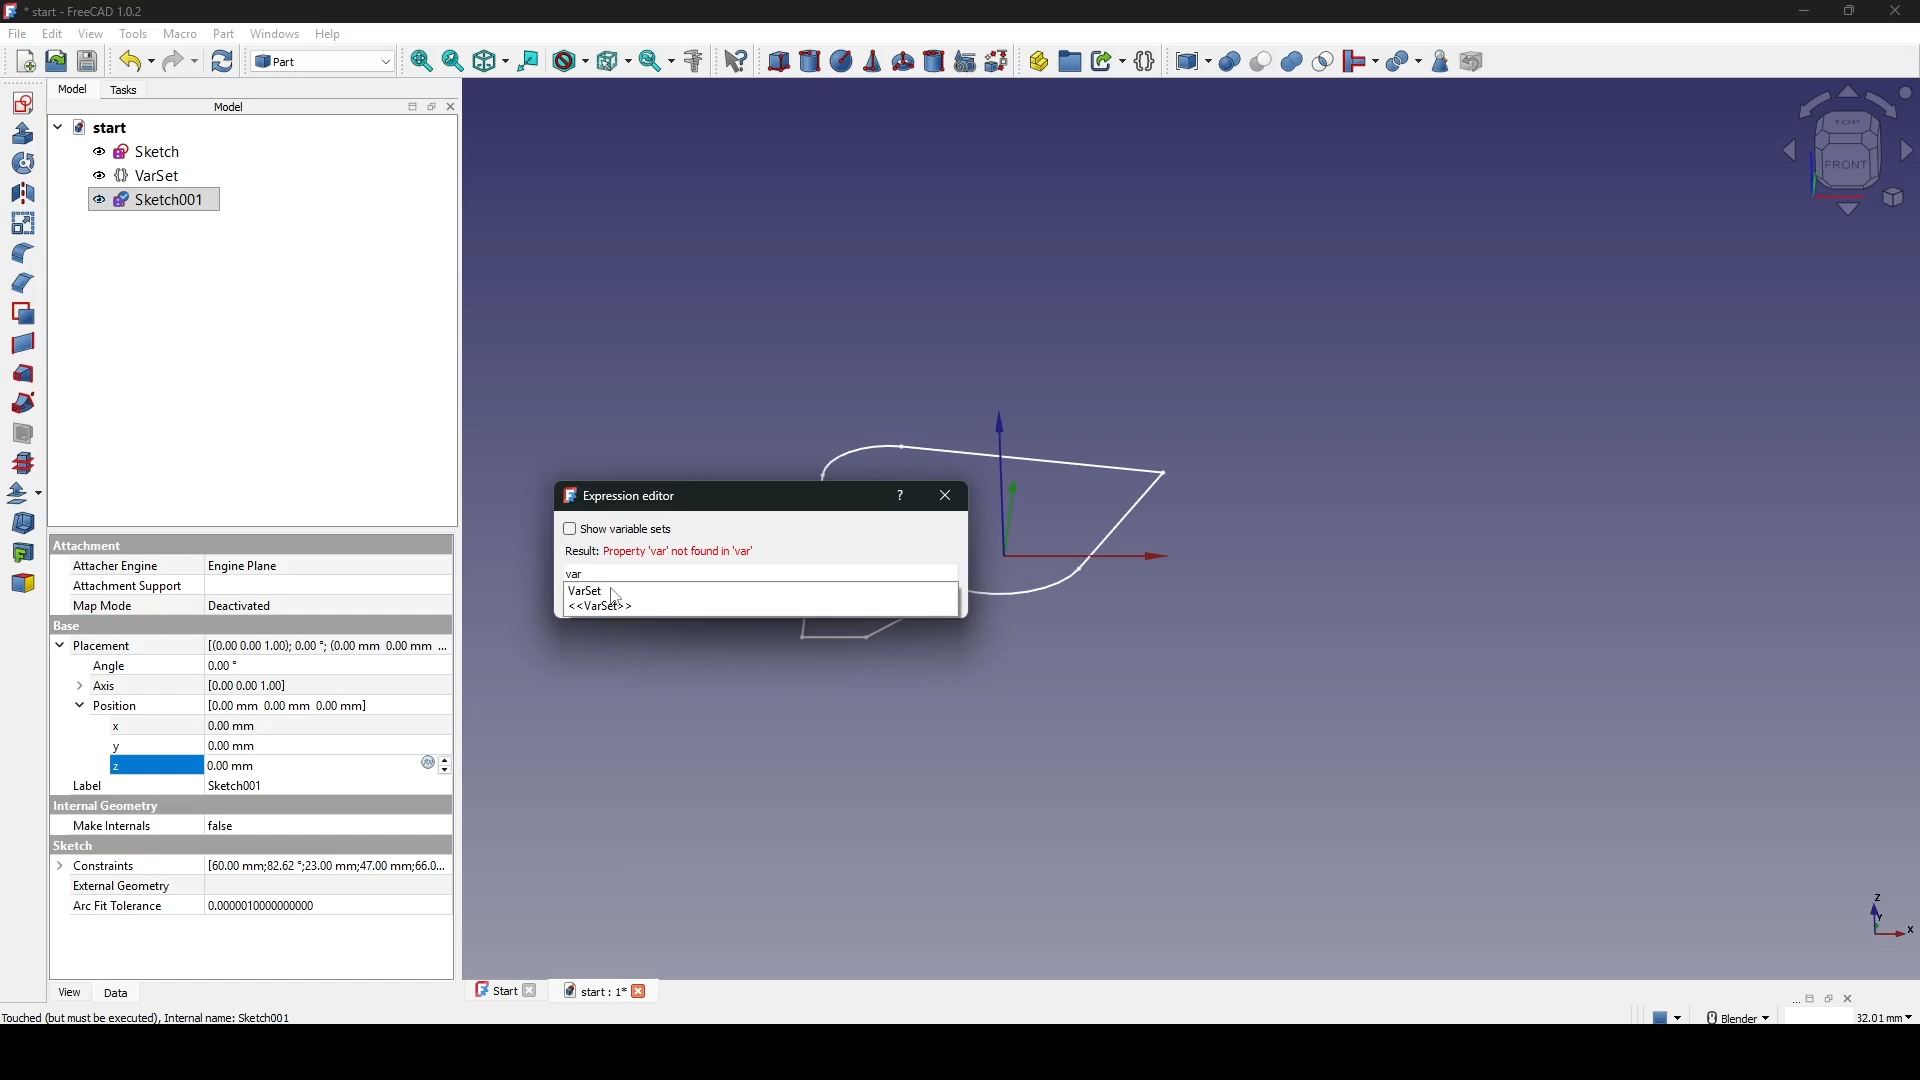 * start - FreeCAD 1.0.2
File Edit View Tools Macro Part Windows Help
Part
Model Tasks
Model
start
Sketch
VarSet
Sketch001
TOP
FRONT
Expression editor ?
Show variable sets
Result: Property 'var' not found in 'var'
var
VarSet
<<VarSet>>
Attachment
Attacher Engine Engine Plane
Attachment Support
Map Mode Deactivated
Base
Placement [(0.00 0.00 1.00); 0.00 °; (0.00 mm 0.00 mm ...
Angle 0.00 °
Axis [0.00 0.00 1.00]
Position [0.00 mm 0.00 mm 0.00 mm]
x 0.00 mm
y 0.00 mm
z 0.00 mm
Label Sketch001
Internal Geometry
Make Internals false
Sketch
Constraints [60.00 mm;82.62 °;23.00 mm;47.00 mm;66.0...
External Geometry
Arc Fit Tolerance 0.0000010000000000
Z
Y
X
View Data
Start start : 1*
...
Touched (but must be executed), Internal name: Sketch001
Blender 32.01 mm